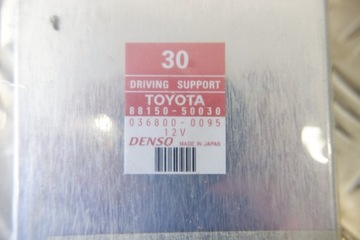 30
DRIVING SUPPORT
TOYOTA
88150-50030
036800-0095
12V
DENSO MADE IN JAPAN